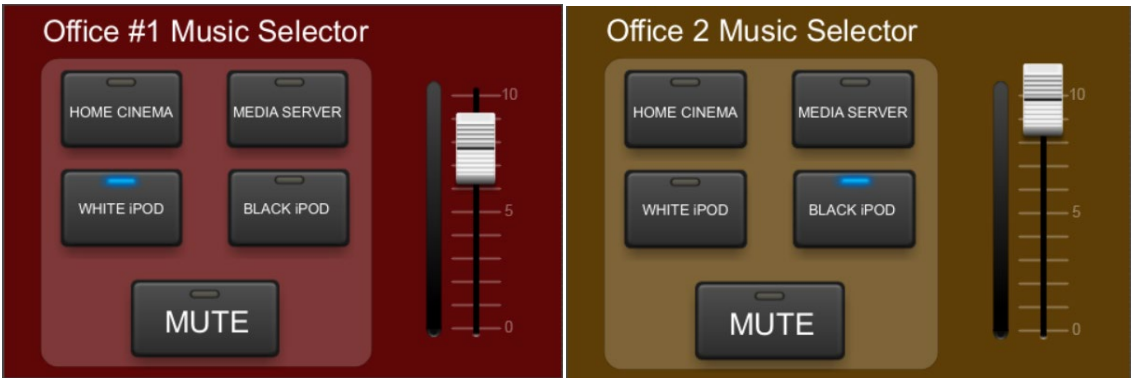 Office #1 Music Selector
HOME CINEMA
MEDIA SERVER
10
WHITE iPOD
BLACK iPOD
5
MUTE
0
Office 2 Music Selector
HOME CINEMA
MEDIA SERVER
10
WHITE iPOD
BLACK iPOD
5
MUTE
0